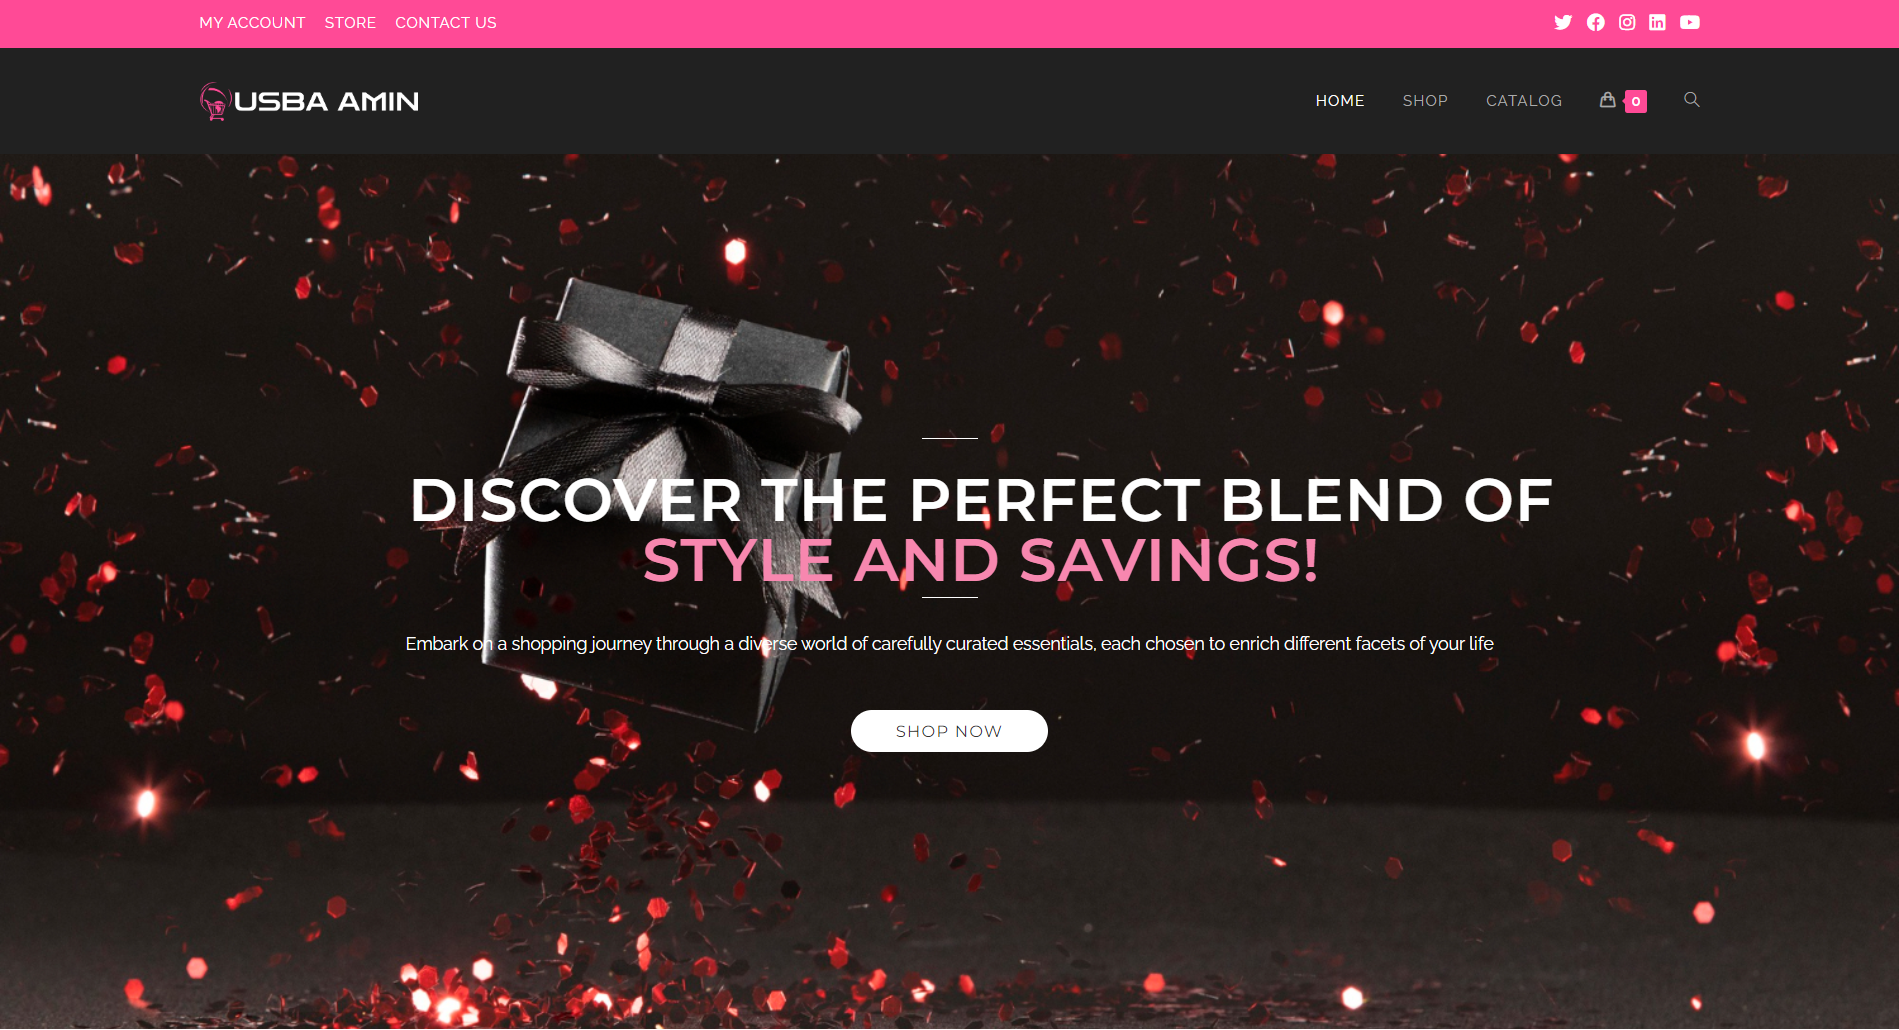 MY ACCOUNT STORE CONTACT US
USBA AMIN
HOME SHOP CATALOG 0
DISCOVER THE PERFECT BLEND OF
STYLE AND SAVINGS!
Embark on a shopping journey through a diverse world of carefully curated essentials, each chosen to enrich different facets of your life
SHOP NOW